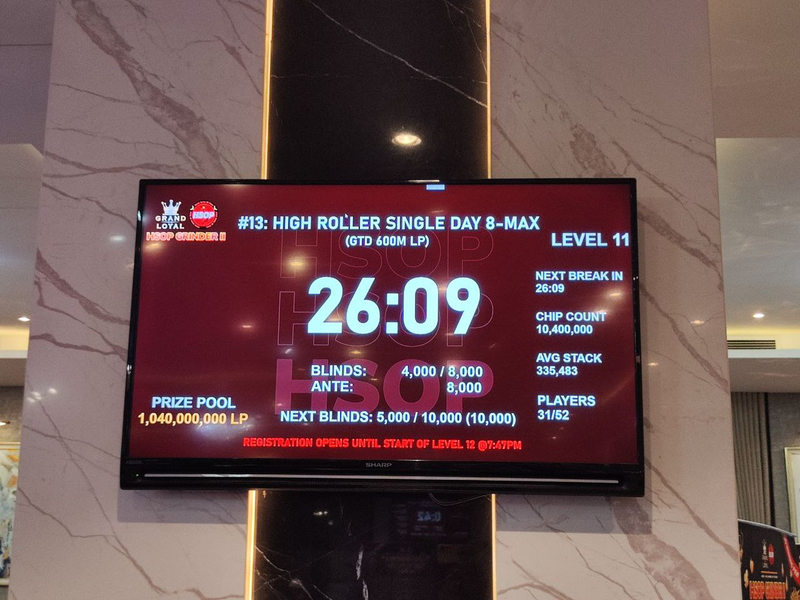 GRAND
LOYAL
HSOP
HSOP GRINDER II
#13: HIGH ROLLER SINGLE DAY 8-MAX
(GTD 600M LP)
LEVEL 11
HSOP
HSOP
HSOP
26:09
NEXT BREAK IN
26:09
CHIP COUNT
10,400,000
AVG STACK
335,483
PLAYERS
31/52
BLINDS: 4,000 / 8,000
ANTE: 8,000
PRIZE POOL
1,040,000,000 LP
NEXT BLINDS: 5,000 / 10,000 (10,000)
REGISTRATION OPENS UNTIL START OF LEVEL 12 @7:47PM
SHARP